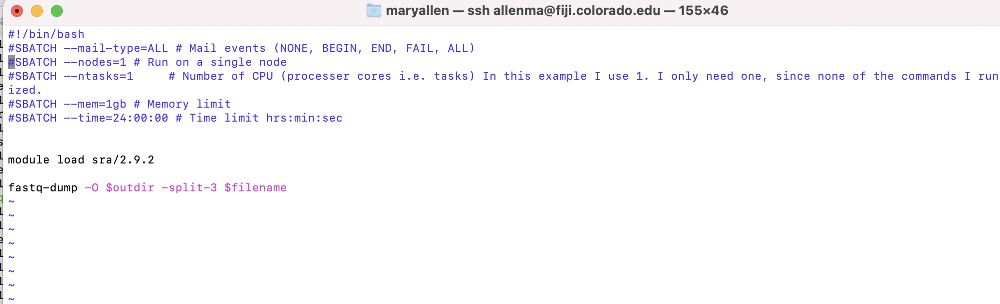 maryallen — ssh allenma@fiji.colorado.edu — 155×46
#!/bin/bash
#SBATCH --mail-type=ALL # Mail events (NONE, BEGIN, END, FAIL, ALL)
#SBATCH --nodes=1 # Run on a single node
#SBATCH --ntasks=1     # Number of CPU (processer cores i.e. tasks) In this example I use 1. I only need one, since none of the commands I run
ized.
#SBATCH --mem=1gb # Memory limit
#SBATCH --time=24:00:00 # Time limit hrs:min:sec
module load sra/2.9.2
fastq-dump -O $outdir -split-3 $filename
~
~
~
~
~
~
~
~